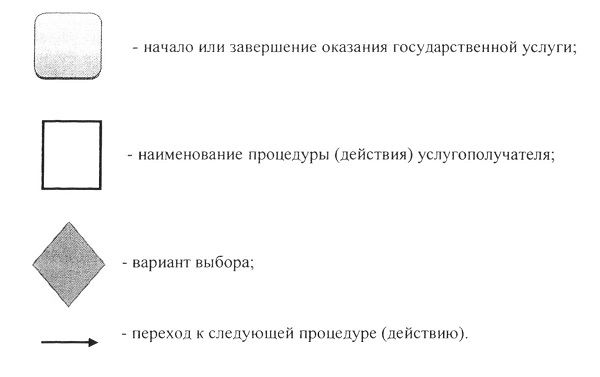 - начало или завершение оказания государственной услуги;
- наименование процедуры (действия) услугополучателя;
- вариант выбора;
- переход к следующей процедуре (действию).